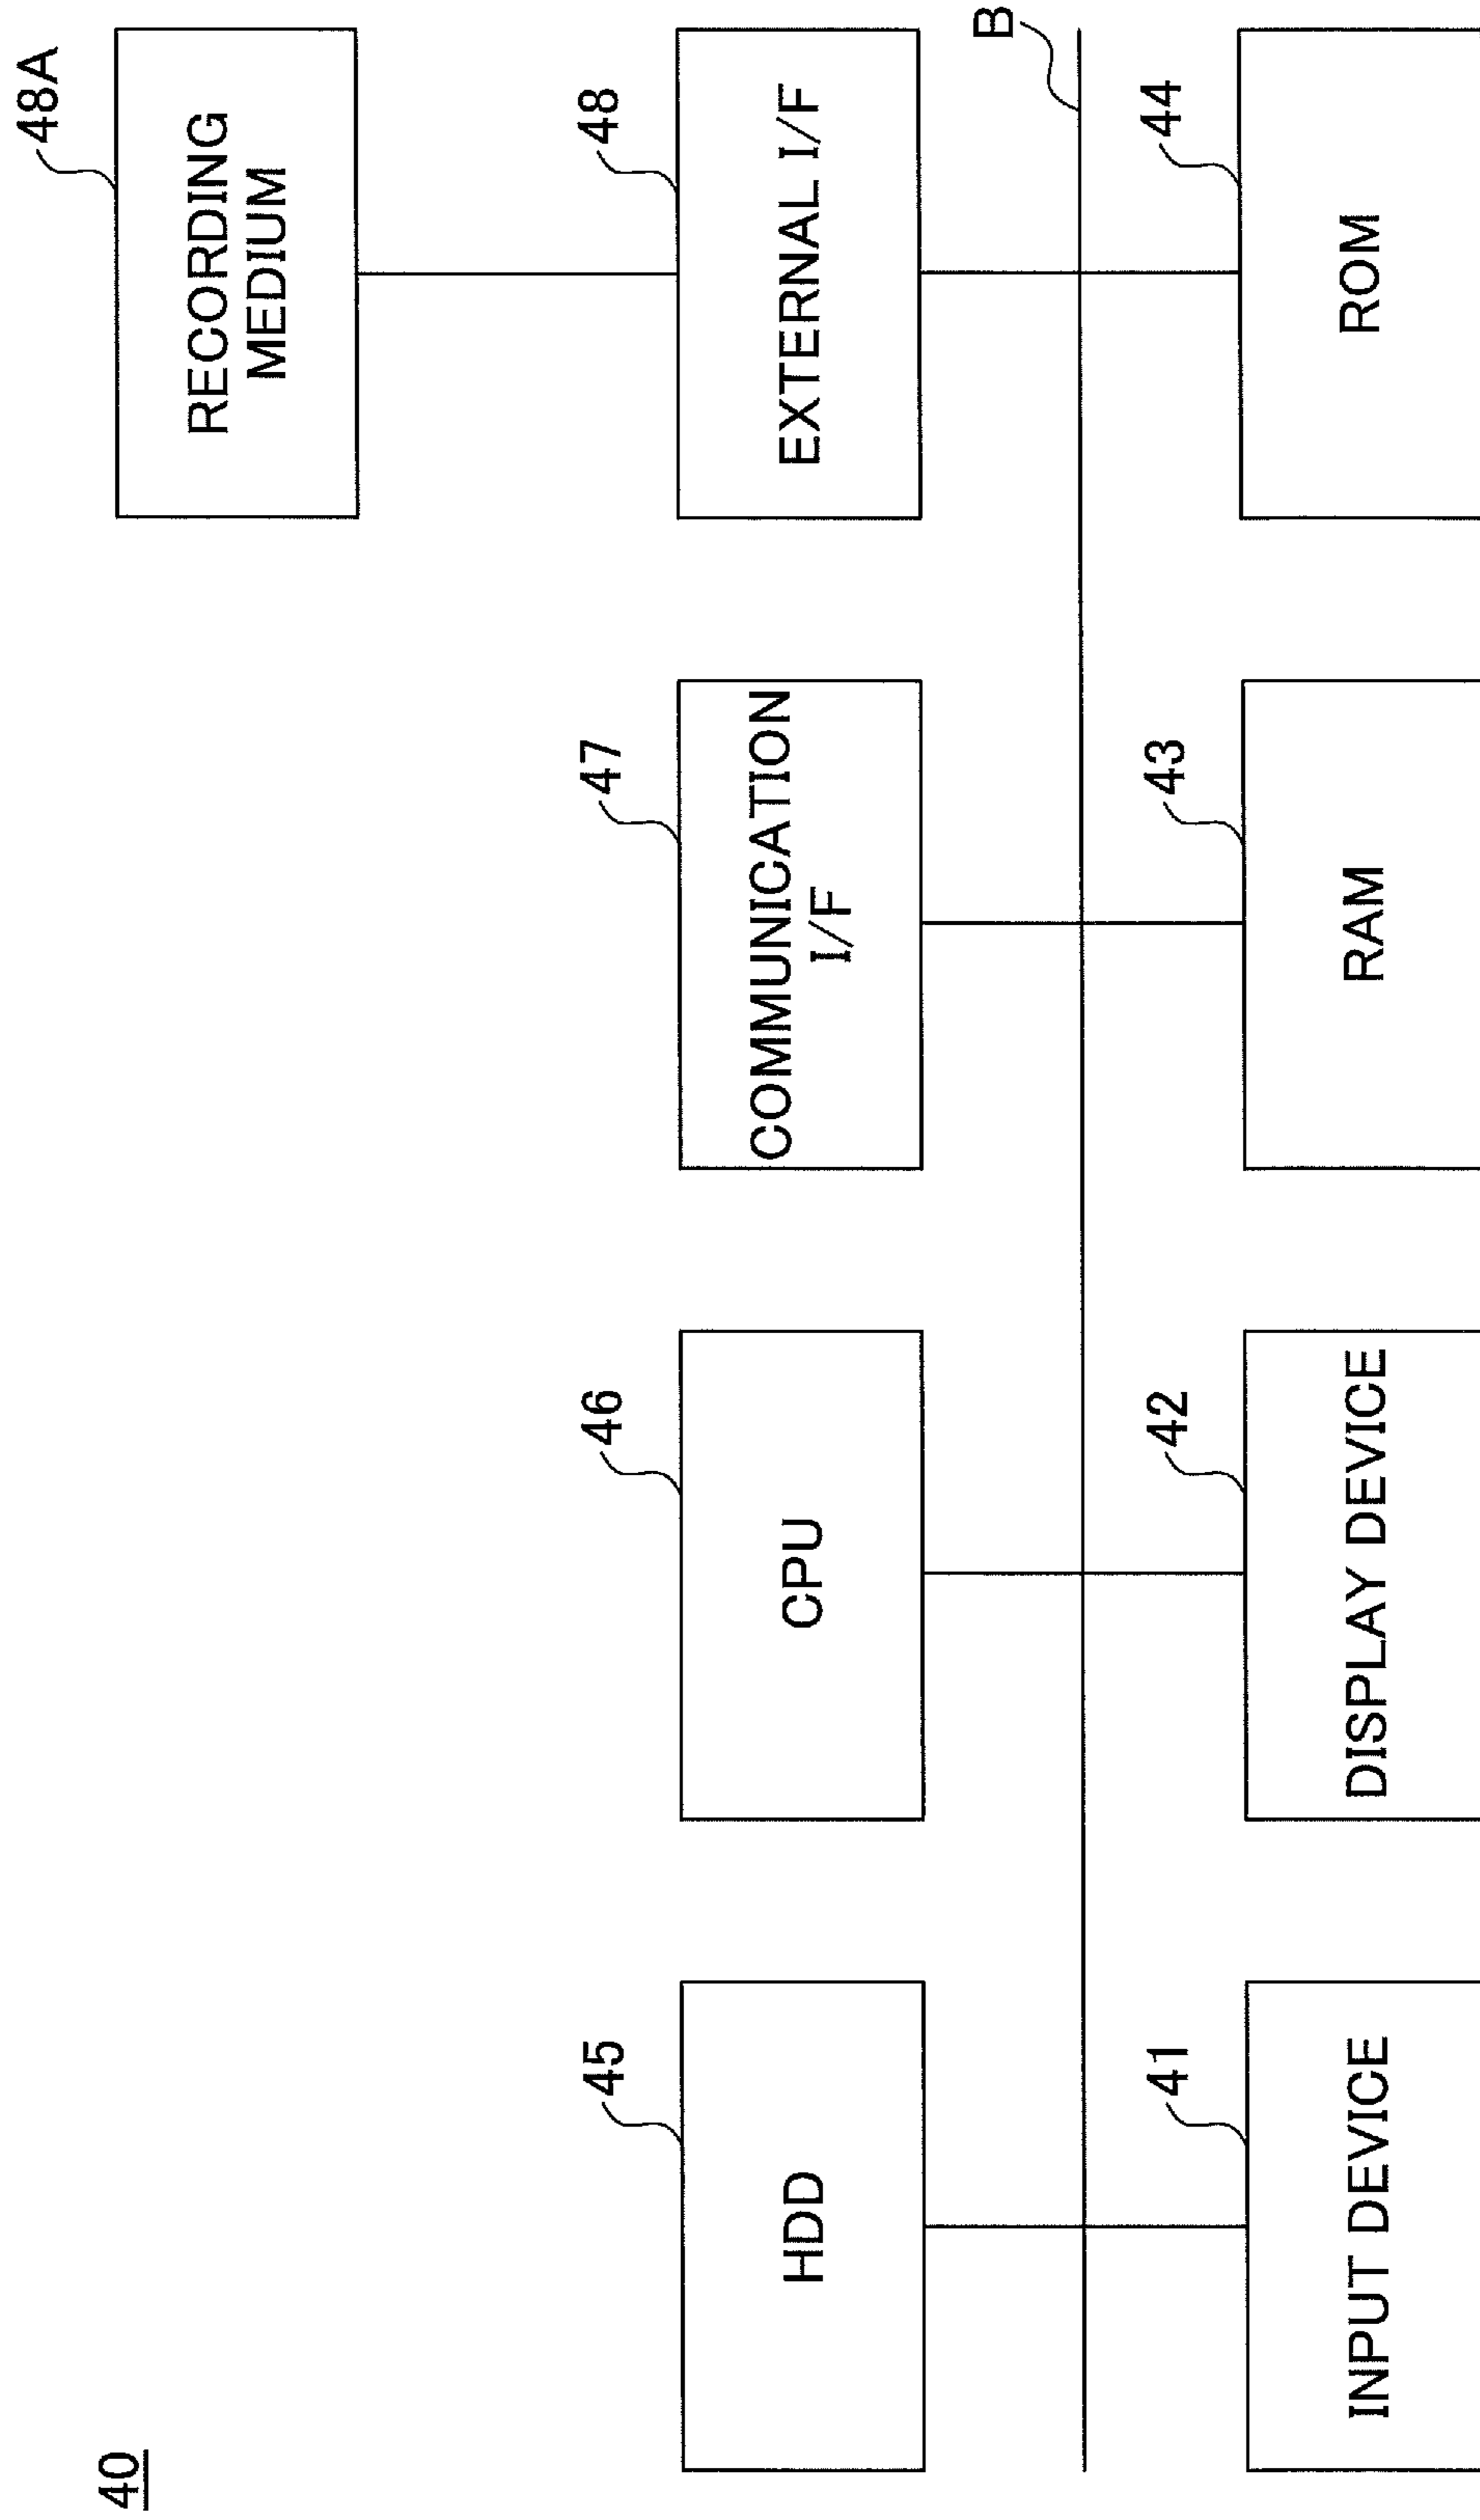 40
48A
RECORDING
MEDIUM
45
HDD
46
CPU
47
COMMUNICATION
I/F
48
EXTERNAL I/F
B
41
INPUT DEVICE
42
DISPLAY DEVICE
43
RAM
44
ROM